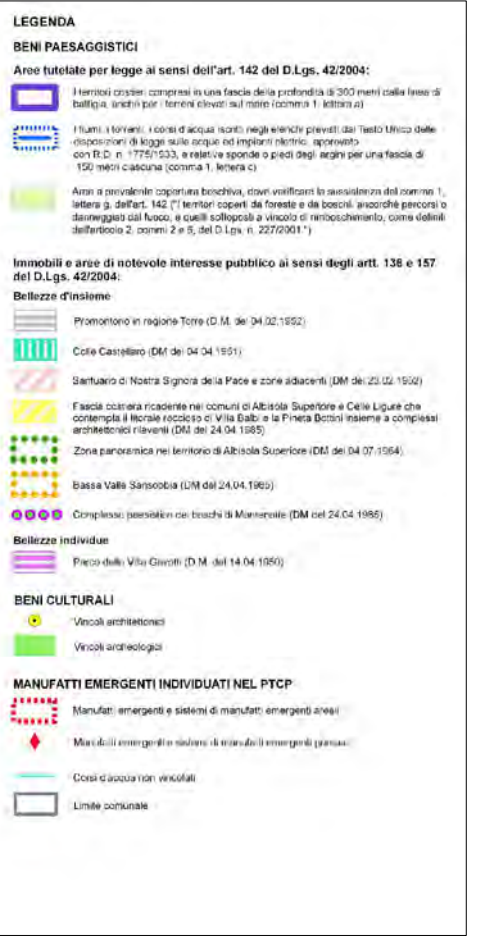 LEGENDA
BENI PAESAGGISTICI
Aree tutelate per legge ai sensi dell'art. 142 del D.Lgs. 42/2004:
I territori costieri compresi in una fascia della profondità di 300 metri dalla linea di
battigia, anche per i terreni elevati sul mare (comma 1, lettera a)
I fiumi, i torrenti, i corsi d'acqua iscritti negli elenchi previsti dal Testo Unico delle
disposizioni di legge sulle acque ed impianti elettrici, approvato
con R.D. n. 1775/1933, e relative sponde o piedi degli argini per una fascia di
150 metri ciascuna (comma 1, lettera c)
Aree a prevalente copertura boschiva, dove verificare la sussistenza del comma 1,
lettera g, dell'art. 142 ("I territori coperti da foreste e da boschi, ancorché percorsi o
danneggiati dal fuoco, e quelli sottoposti a vincolo di rimboschimento, come definiti
dall'articolo 2, commi 2 e 6, del D.Lgs. n. 227/2001.")
Immobili e aree di notevole interesse pubblico ai sensi degli artt. 136 e 157
del D.Lgs. 42/2004:
Bellezze d'insieme
Promontorio in regione Torre (D.M. del 04.02.1952)
Colle Castellaro (DM del 04.04.1951)
Santuario di Nostra Signora della Pace e zone adiacenti (DM del 23.02.1952)
Fascia costiera ricadente nei comuni di Albisola Superiore e Celle Ligure che
contempla il litorale roccioso di Villa Balbi e la Pineta Bottini insieme a complessi
architettonici rilevanti (DM del 24.04.1985)
Zona panoramica nel territorio di Albisola Superiore (DM del 04.07.1964)
Bassa Valle Sansobbia (DM del 24.04.1985)
Complesso paesistico dei boschi di Montenotte (DM del 24.04.1985)
Bellezze individue
Parco della Villa Gavotti (D.M. del 14.04.1950)
BENI CULTURALI
Vincoli architettonici
Vincoli archeologici
MANUFATTI EMERGENTI INDIVIDUATI NEL PTCP
Manufatti emergenti e sistemi di manufatti emergenti areali
Manufatti emergenti e sistemi di manufatti emergenti
Corsi d'acqua non vincolati
Limite comunale